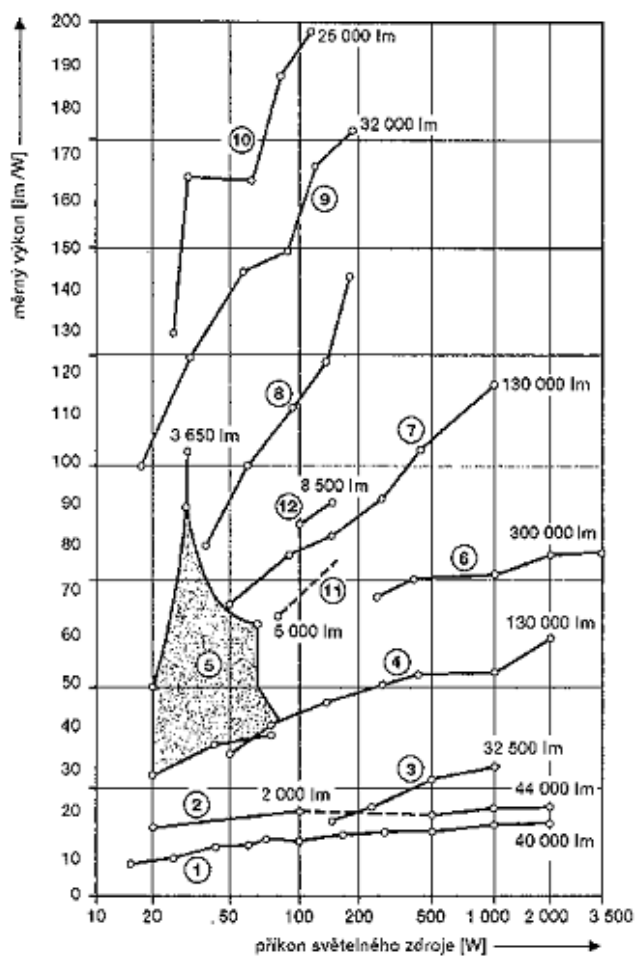 měrný výkon [lm/W]
200
190
180
170
160
150
140
130
120
110
100
90
80
70
60
50
40
30
20
10
0
25 000 lm
32 000 lm
10
9
8
3 650 lm
130 000 lm
7
8 500 lm
12
300 000 lm
6
11
5 000 lm
130 000 lm
5
4
32 500 lm
3
2 000 lm
44 000 lm
2
40 000 lm
1
10 20 50 100 200 500 1 000 2 000 3 500
příkon světelného zdroje [W]